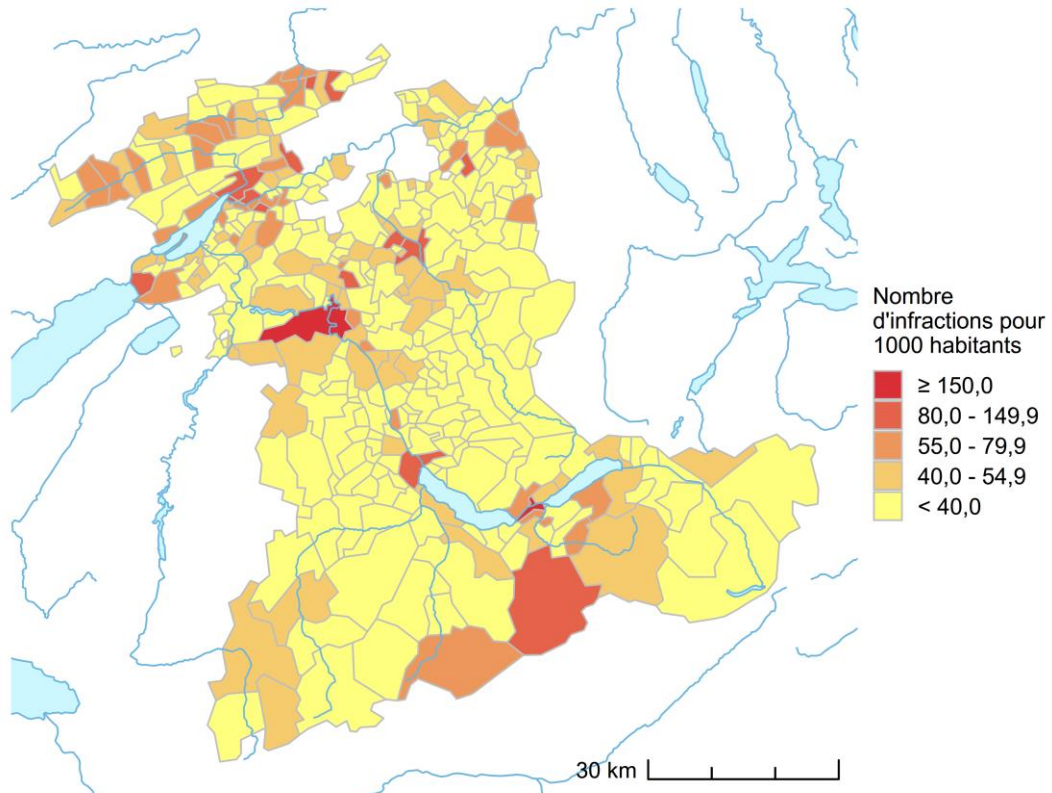 Nombre
d'infractions pour
1000 habitants
≥ 150,0
80,0 - 149,9
55,0 - 79,9
40,0 - 54,9
< 40,0
30 km